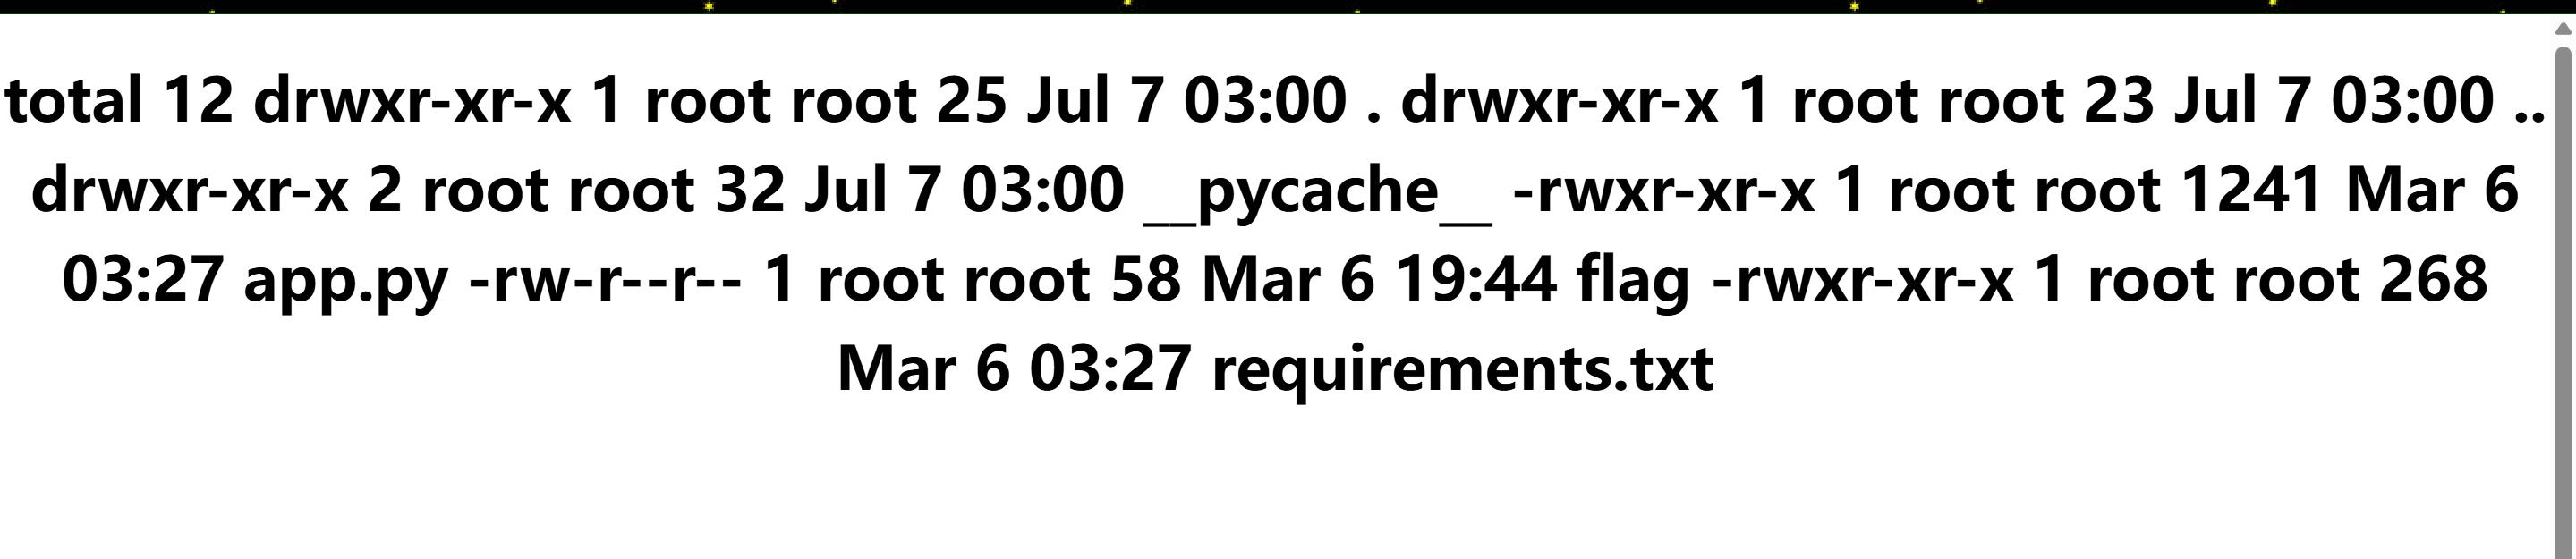 total 12 drwxr-xr-x 1 root root 25 Jul 7 03:00 . drwxr-xr-x 1 root root 23 Jul 7 03:00 ..
drwxr-xr-x 2 root root 32 Jul 7 03:00 __pycache__ -rwxr-xr-x 1 root root 1241 Mar 6
03:27 app.py -rw-r--r-- 1 root root 58 Mar 6 19:44 flag -rwxr-xr-x 1 root root 268
Mar 6 03:27 requirements.txt